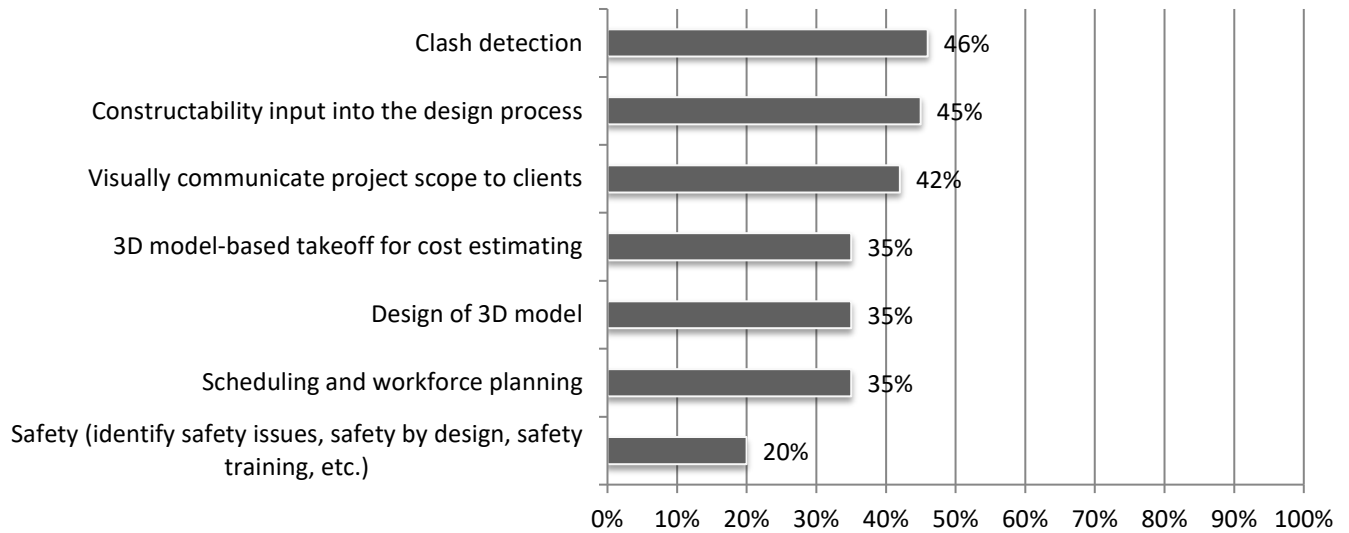 Clash detection
46%
Constructability input into the design process
45%
Visually communicate project scope to clients
42%
3D model-based takeoff for cost estimating
35%
Design of 3D model
35%
Scheduling and workforce planning
35%
Safety (identify safety issues, safety by design, safety
training, etc.)
20%
0% 10% 20% 30% 40% 50% 60% 70% 80% 90% 100%